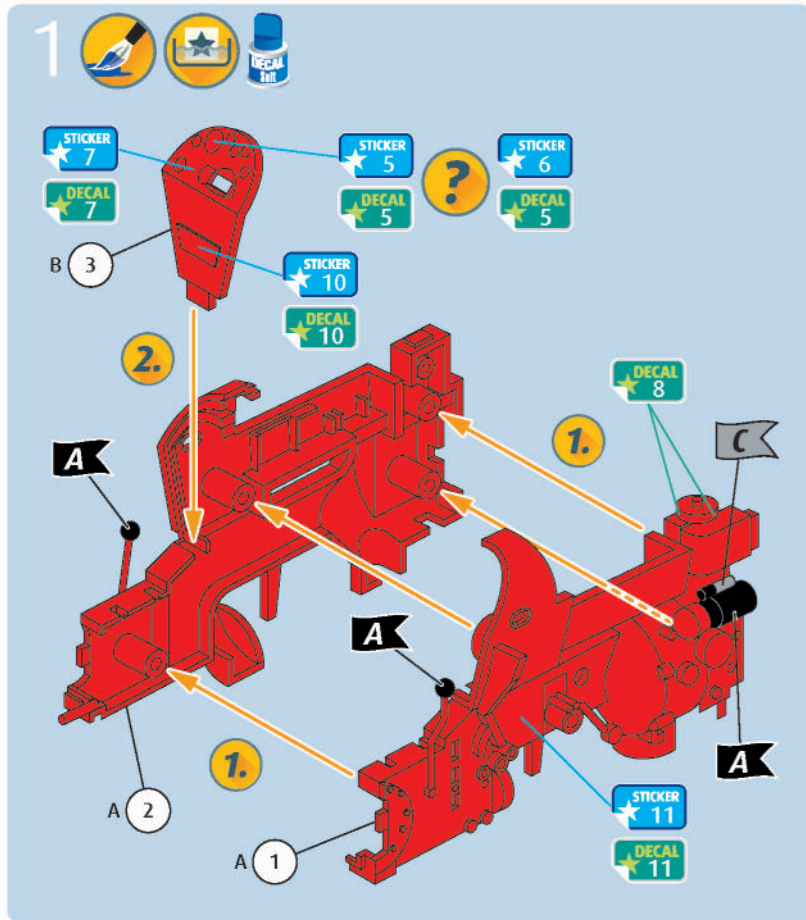 1
DECAL
Soft
STICKER
7
DECAL
7
STICKER
5
DECAL
5
?
STICKER
6
DECAL
5
B 3
STICKER
10
DECAL
10
2.
DECAL
8
1.
C
A
A
A
1.
A 2
A 1
STICKER
11
DECAL
11